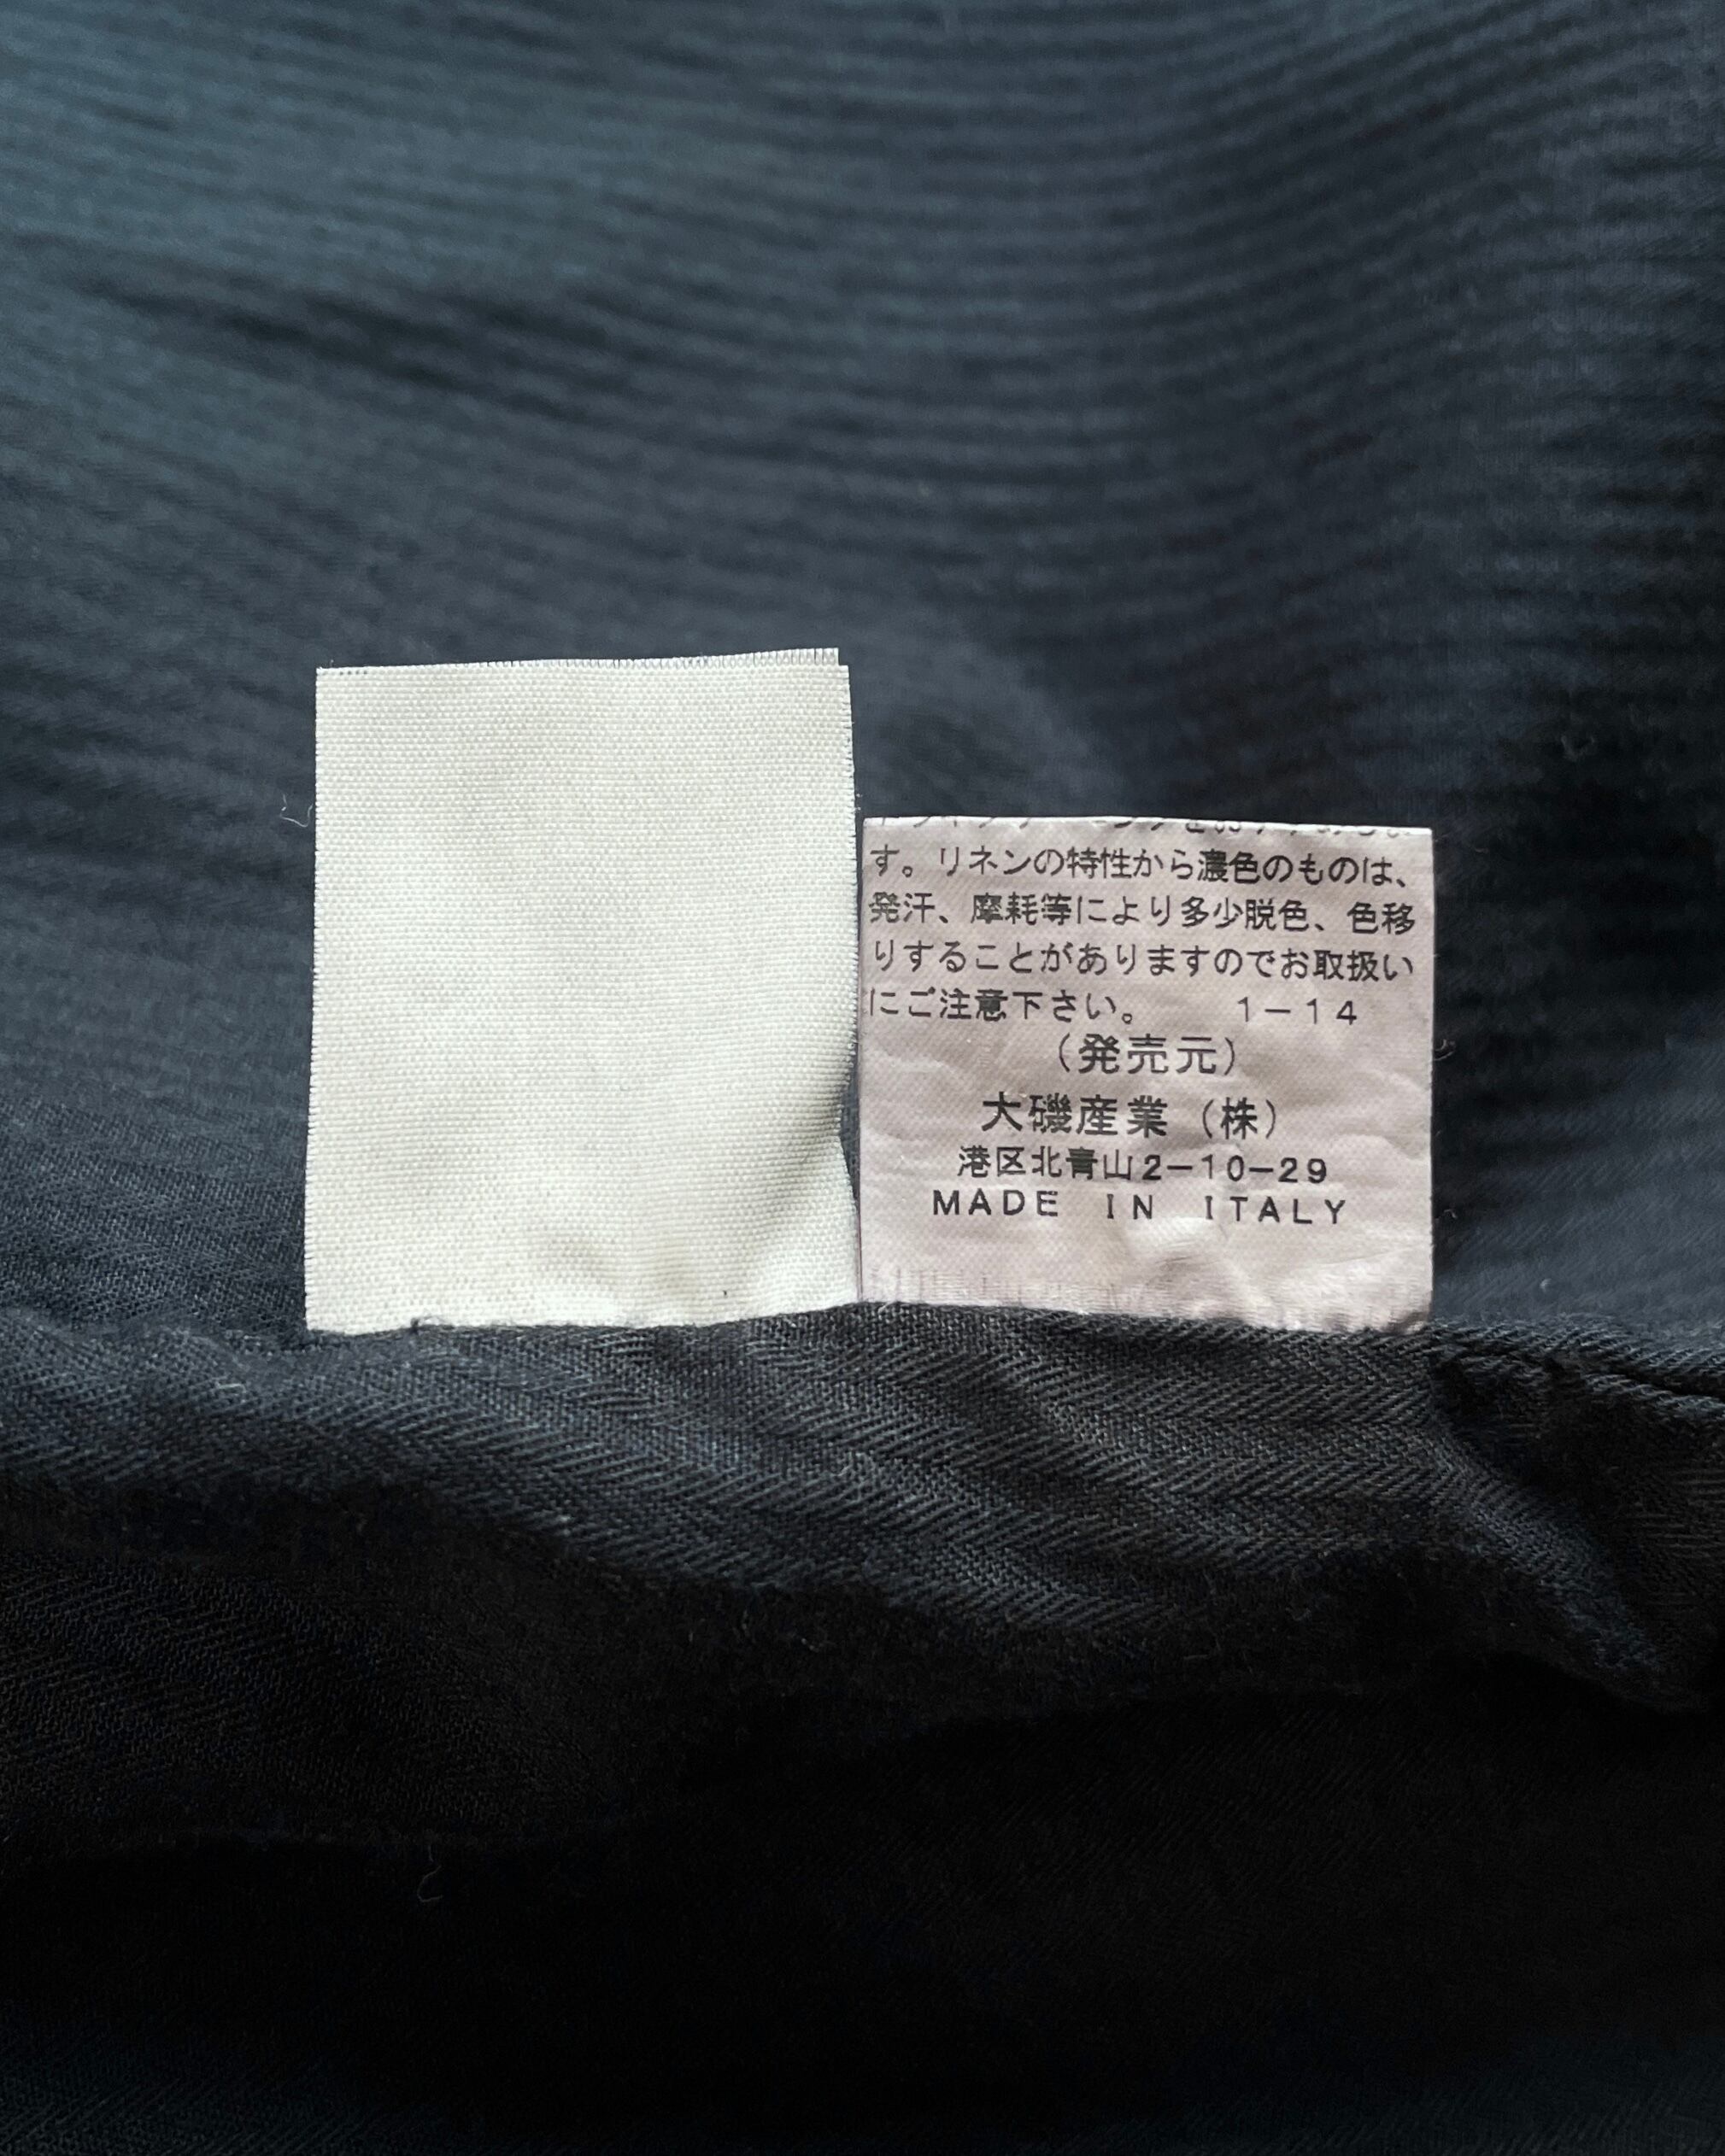 す。リネンの特性から濃色のものは、
発汗、摩耗等により多少脱色、色移
りすることがありますのでお取扱い
にご注意下さい。 1－14
（発売元）
大磯産業（株）
港区北青山2－10－29
MADE IN ITALY